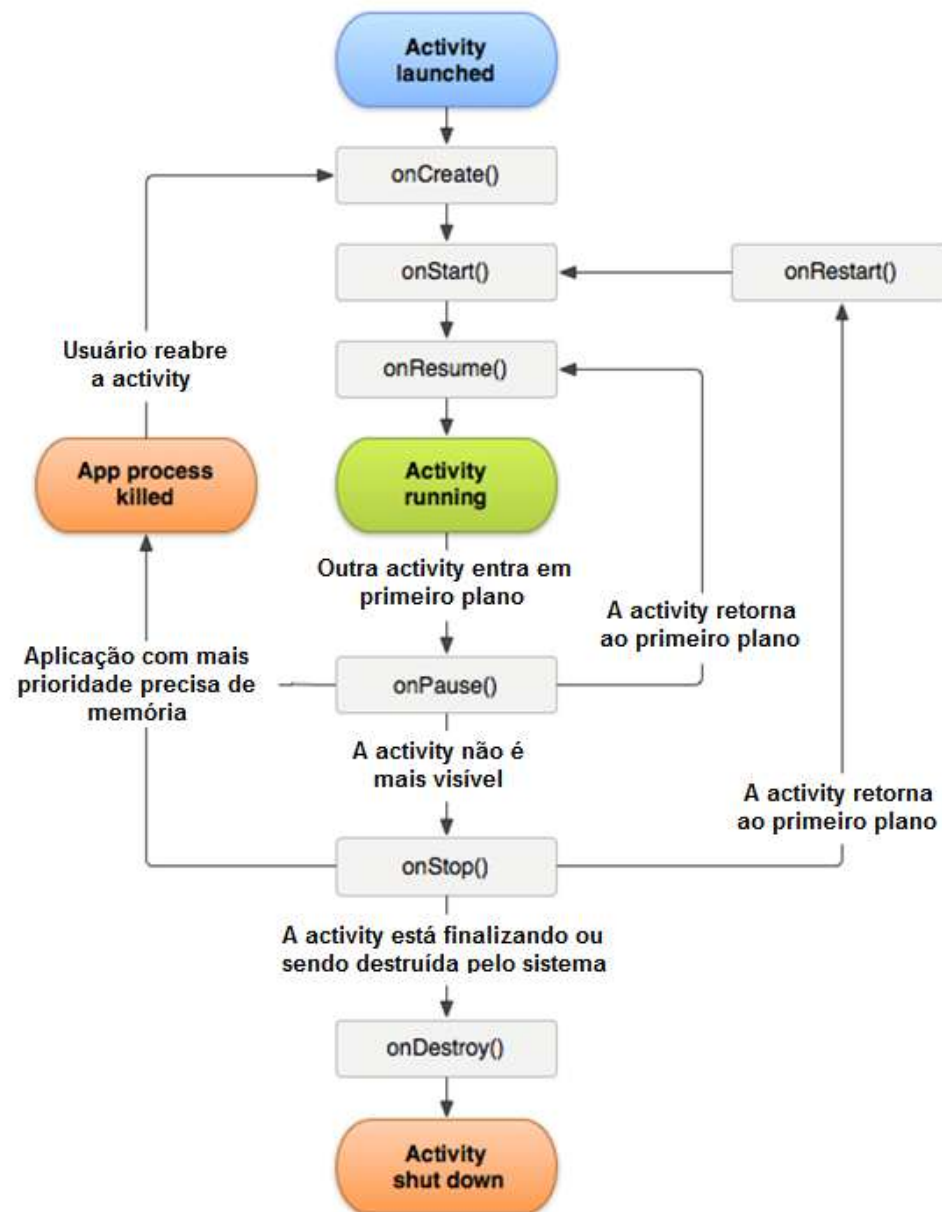 Activity
launched
onCreate()
onStart()
onRestart()
Usuário reabre
a activity
onResume()
App process
killed
Activity
running
Outra activity entra em
primeiro plano
A activity retorna
ao primeiro plano
Aplicação com mais
prioridade precisa de
memória
onPause()
A activity não é
mais visível
A activity retorna
ao primeiro plano
onStop()
A activity está finalizando ou
sendo destruída pelo sistema
onDestroy()
Activity
shut down